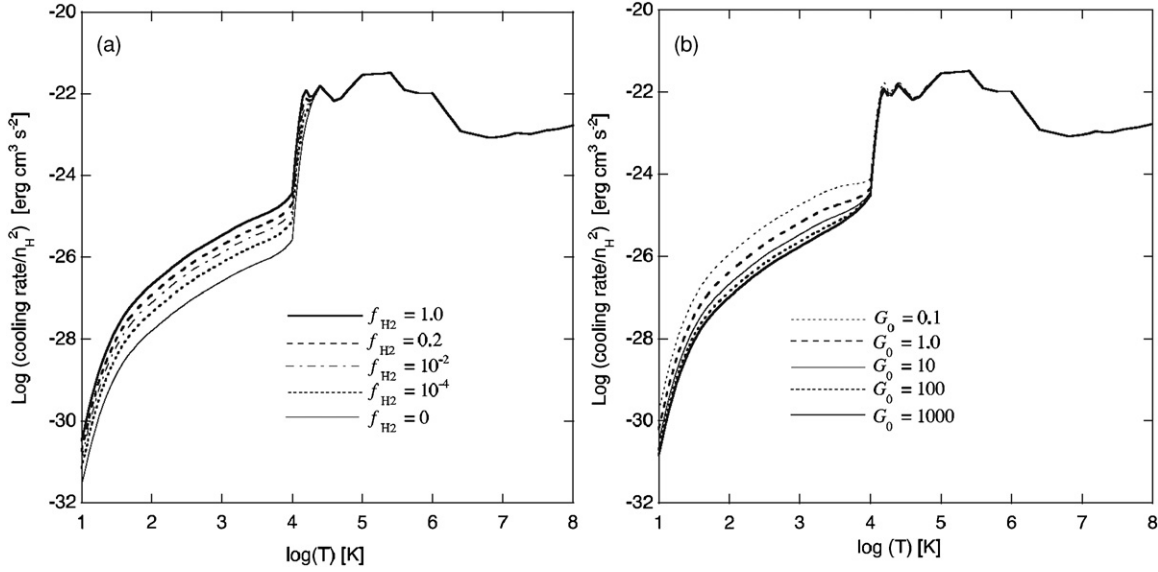 (a)
-20
-22
-24
-26
-28
-30
-32
Log (cooling rate/n_H^2) [erg cm^3 s^-2]
f_H2 = 1.0
f_H2 = 0.2
f_H2 = 10^-2
f_H2 = 10^-4
f_H2 = 0
1 2 3 4 5 6 7 8
log(T) [K]
(b)
-20
-22
-24
-26
-28
-30
-32
Log (cooling rate/n_H^2) [erg cm^3 s^-2]
G_0 = 0.1
G_0 = 1.0
G_0 = 10
G_0 = 100
G_0 = 1000
1 2 3 4 5 6 7 8
log (T) [K]